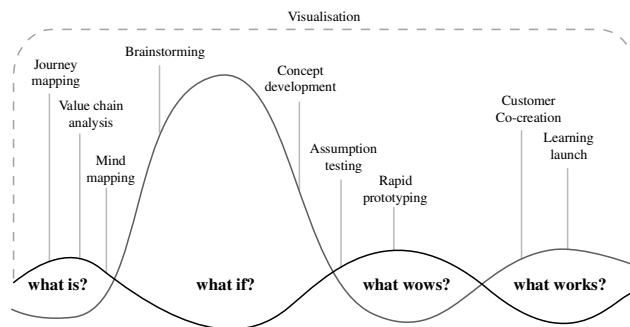 Visualisation
Journey
mapping
Value chain
analysis
Mind
mapping
Brainstorming
Concept
development
Assumption
testing
Rapid
prototyping
Customer
Co-creation
Learning
launch
what is?
what if?
what wows?
what works?